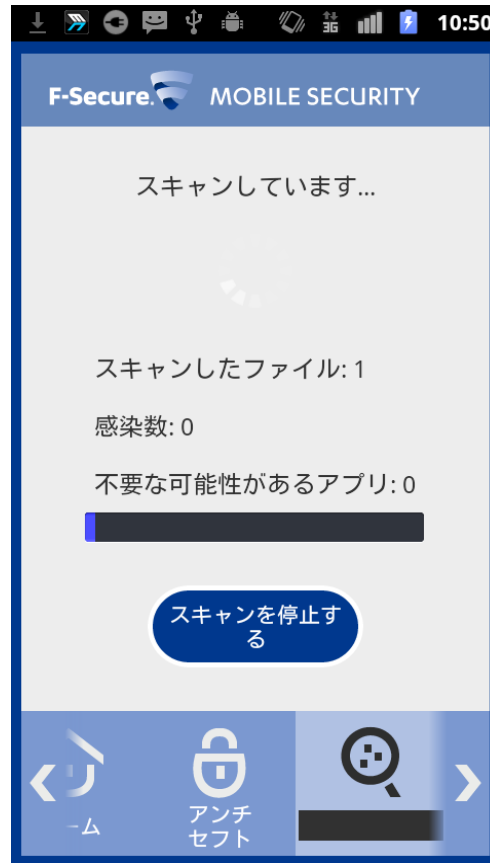 3G
10:50
F-Secure. MOBILE SECURITY
スキャンしています...
スキャンしたファイル: 1
感染数: 0
不要な可能性があるアプリ: 0
スキャンを停止す
る
ーム
アンチ
セフト